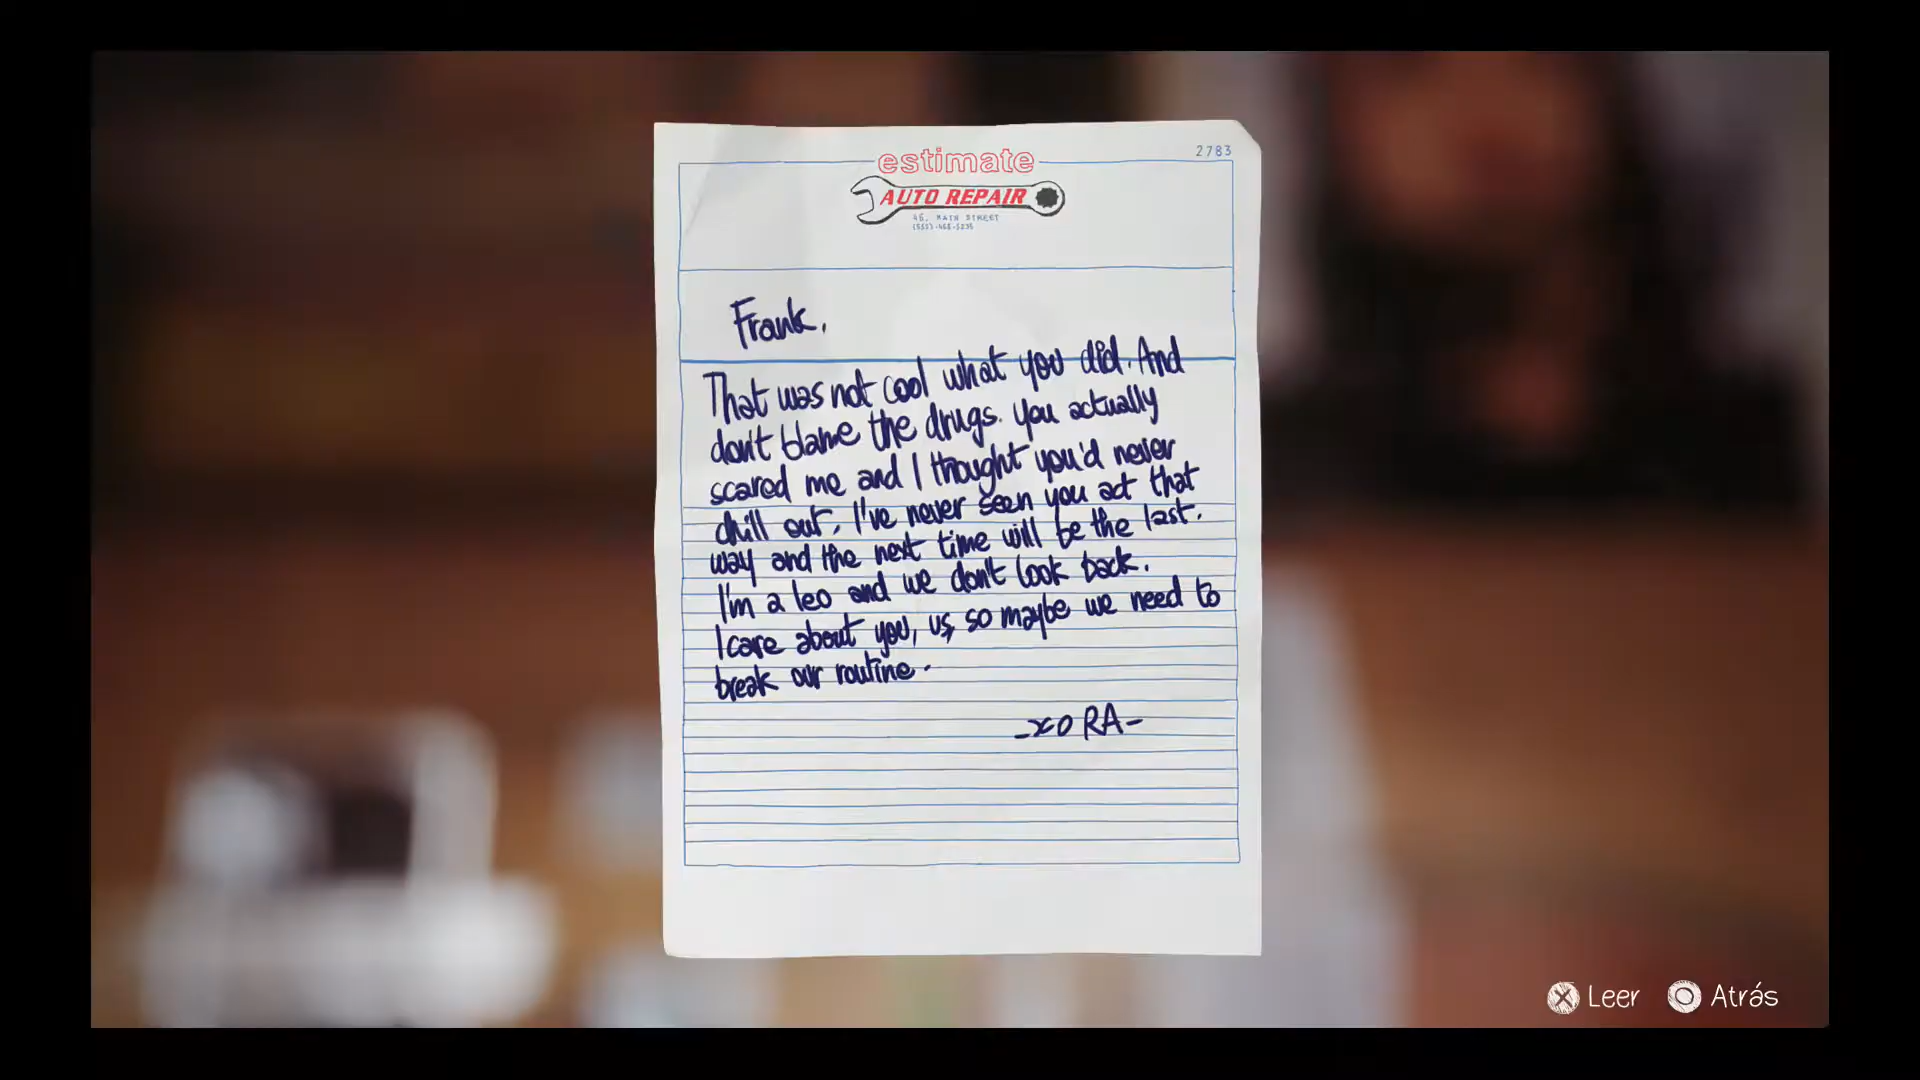 estimate
2783
AUTO REPAIR
Frank,
That was not cool what you did. And
don't blame the drugs. You actually
scared me and I thought you'd never
chill out. I've never seen you act that
way and the next time will be the last.
I'm a leo and we don't look back.
I care about you, us, so maybe we need to
break our routine.
-xo RA-
Leer
Atrás